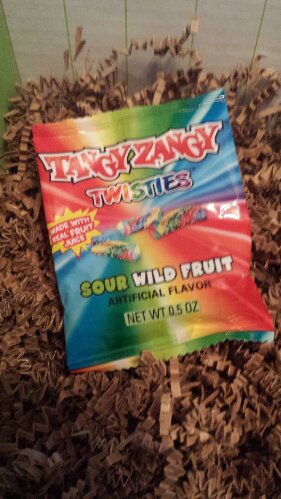 TANGY ZANGY
TWISTIES
MADE WITH
REAL FRUIT
JUICE
SOUR WILD FRUIT
ARTIFICIAL FLAVOR
NET WT 0.5 OZ